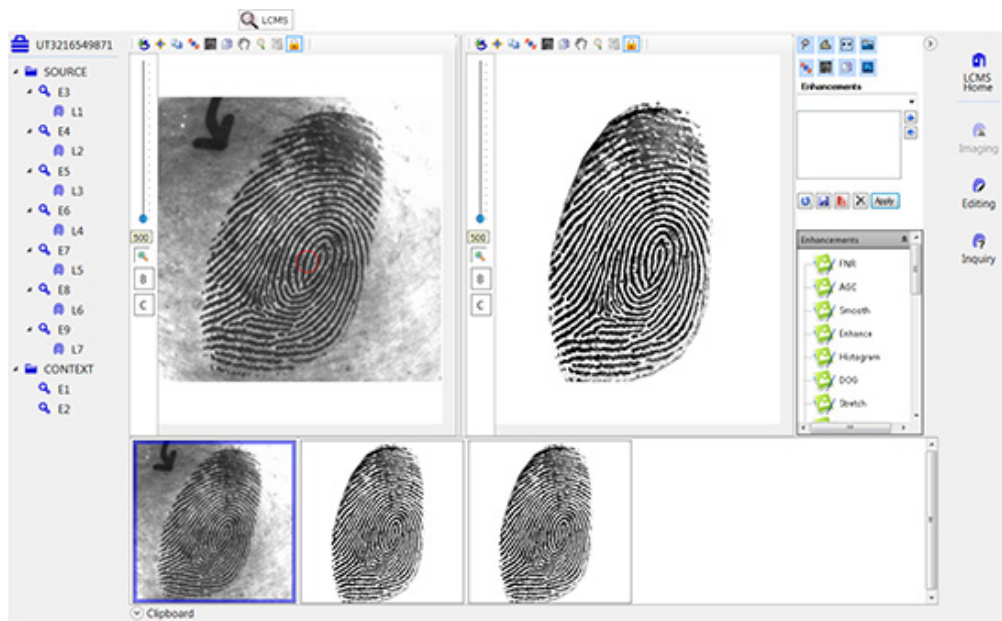 LCMS
UT3216549871
SOURCE
E3
L1
E4
L2
E5
L3
E6
L4
E7
L5
E8
L6
E9
L7
CONTEXT
E1
E2
500
B
C
500
B
C
Enhancements
Apply
Enhancements
FNR
AGC
Smooth
Enhance
Histogram
DOG
Stretch
LCMS
Home
Imaging
Editing
Inquiry
Clipboard